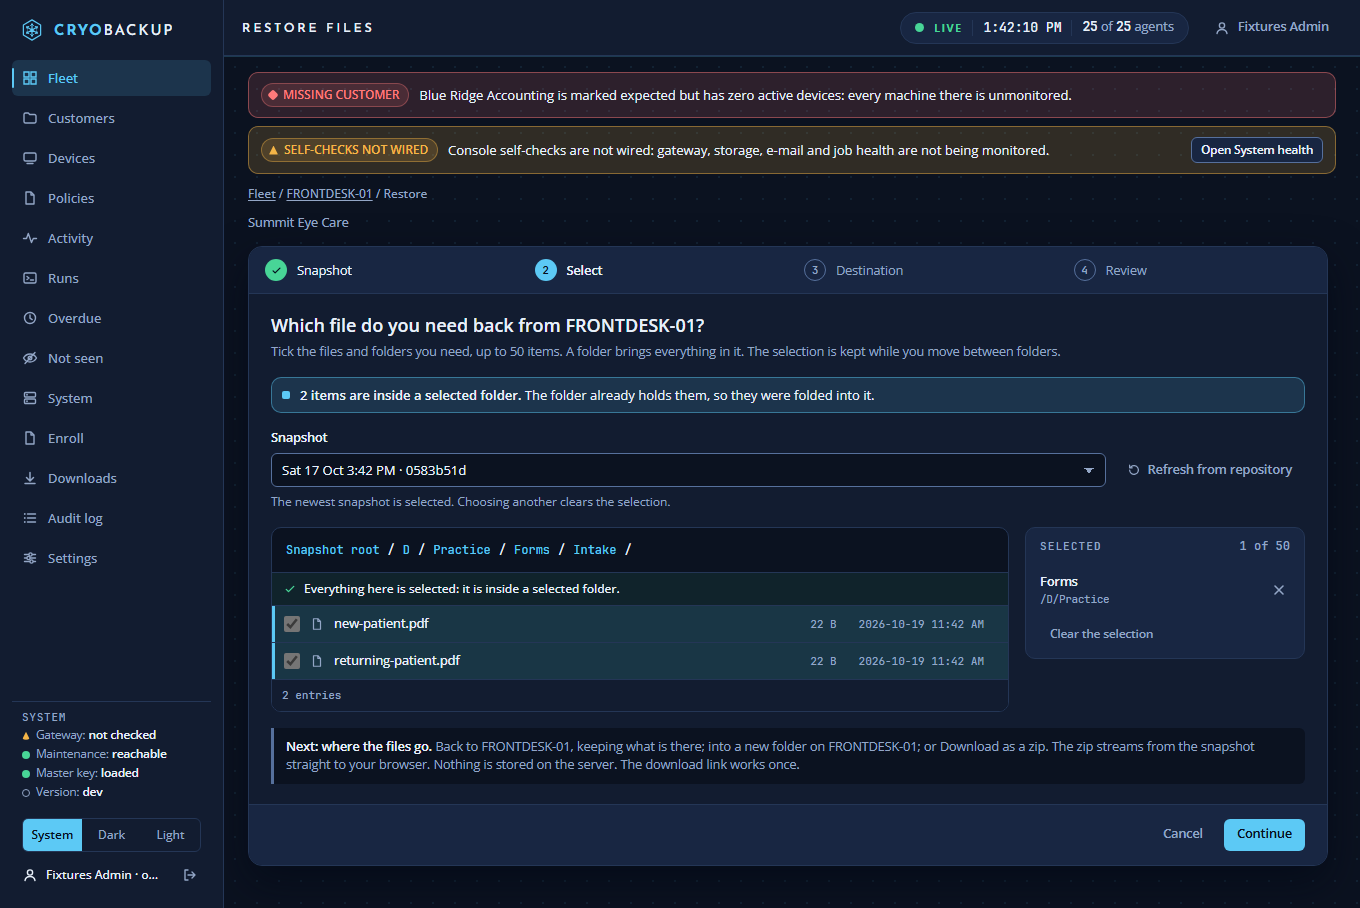 CRYOBACKUP
RESTORE FILES
LIVE 1:42:10 PM 25 of 25 agents
Fixtures Admin
Fleet
Customers
Devices
Policies
Activity
Runs
Overdue
Not seen
System
Enroll
Downloads
Audit log
Settings
SYSTEM
Gateway: not checked
Maintenance: reachable
Master key: loaded
Version: dev
System Dark Light
Fixtures Admin · o...
MISSING CUSTOMER Blue Ridge Accounting is marked expected but has zero active devices: every machine there is unmonitored.
SELF-CHECKS NOT WIRED Console self-checks are not wired: gateway, storage, e-mail and job health are not being monitored. Open System health
Fleet / FRONTDESK-01 / Restore
Summit Eye Care
Snapshot 2 Select 3 Destination 4 Review
Which file do you need back from FRONTDESK-01?
Tick the files and folders you need, up to 50 items. A folder brings everything in it. The selection is kept while you move between folders.
2 items are inside a selected folder. The folder already holds them, so they were folded into it.
Snapshot
Sat 17 Oct 3:42 PM · 0583b51d
Refresh from repository
The newest snapshot is selected. Choosing another clears the selection.
Snapshot root / D / Practice / Forms / Intake /
Everything here is selected: it is inside a selected folder.
new-patient.pdf 22 B 2026-10-19 11:42 AM
returning-patient.pdf 22 B 2026-10-19 11:42 AM
2 entries
SELECTED 1 of 50
Forms
/D/Practice
Clear the selection
Next: where the files go. Back to FRONTDESK-01, keeping what is there; into a new folder on FRONTDESK-01; or Download as a zip. The zip streams from the snapshot
straight to your browser. Nothing is stored on the server. The download link works once.
Cancel Continue